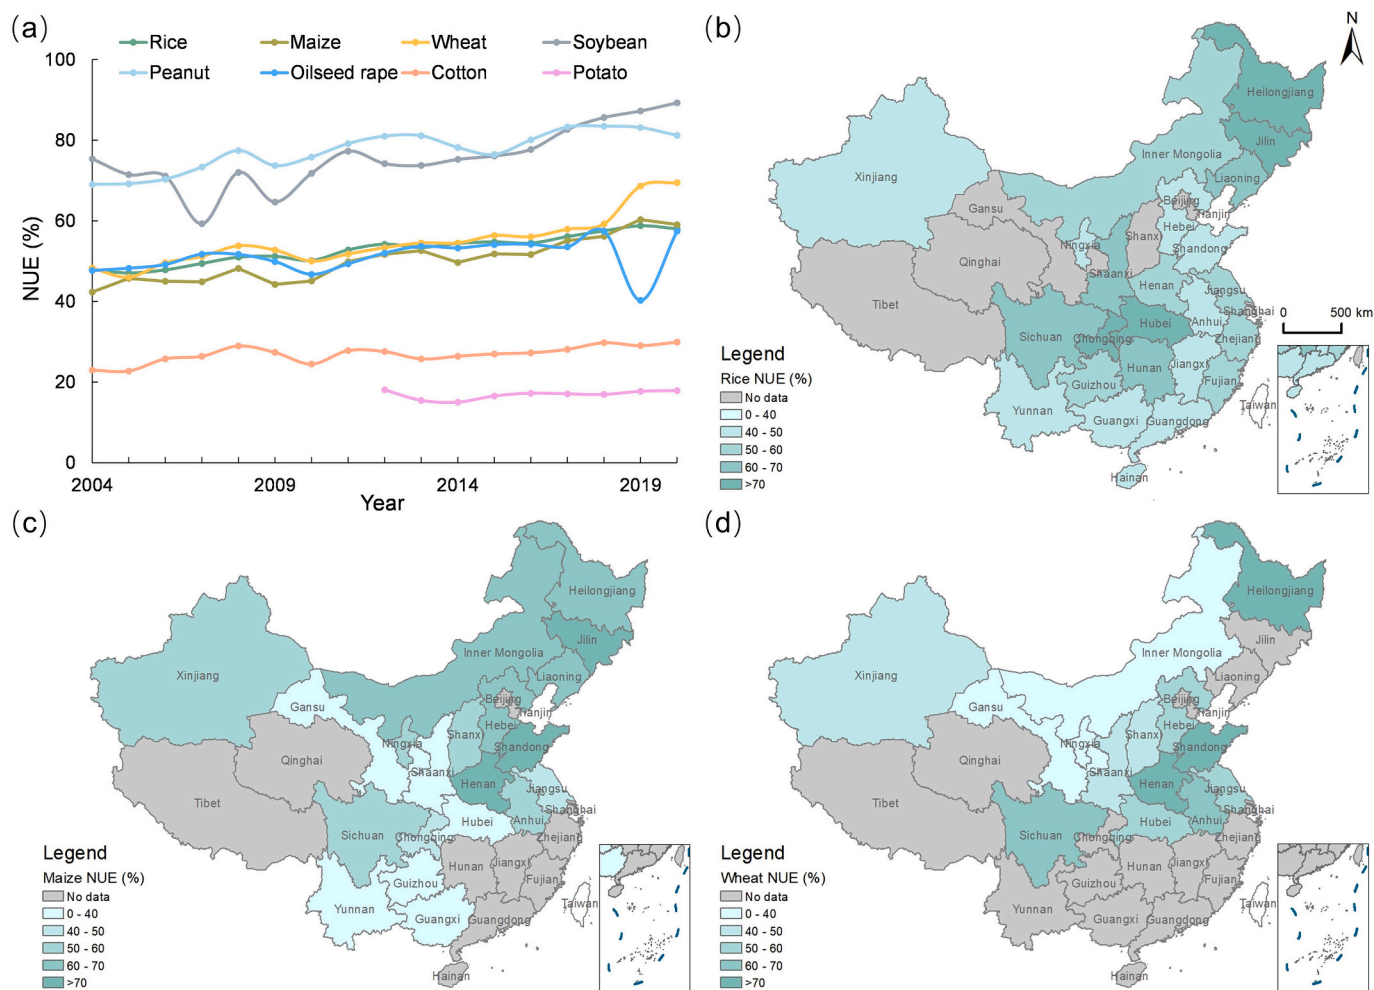 (a)
Rice Maize Wheat Soybean
Peanut Oilseed rape Cotton Potato
100
80
60
40
20
0
NUE (%)
2004 2009 2014 2019
Year
(b)
N
Heilongjiang
Jilin
Inner Mongolia
Liaoning
Xinjiang
Beijing
Gansu
Tianjin
Hebei
Shanxi
Ningxia
Shandong
Qinghai
Shaanxi
Henan
Jiangsu
Tibet
Shanghai
Hubei
Anhui
Sichuan
Chongqing
Zhejiang
Jiangxi
Hunan
Guizhou
Fujian
Yunnan
Guangxi
Guangdong
Taiwan
Hainan
0 500 km
Legend
Rice NUE (%)
No data
0 - 40
40 - 50
50 - 60
60 - 70
>70
(c)
Heilongjiang
Jilin
Inner Mongolia
Xinjiang
Liaoning
Beijing
Gansu
Tianjin
Hebei
Shanxi
Ningxia
Shandong
Qinghai
Shaanxi
Henan
Jiangsu
Tibet
Shanghai
Hubei
Anhui
Sichuan
Chongqing
Zhejiang
Hunan
Jiangxi
Guizhou
Fujian
Yunnan
Guangxi
Guangdong
Taiwan
Hainan
Legend
Maize NUE (%)
No data
0 - 40
40 - 50
50 - 60
60 - 70
>70
(d)
Heilongjiang
Jilin
Inner Mongolia
Xinjiang
Liaoning
Beijing
Gansu
Tianjin
Hebei
Shanxi
Ningxia
Shandong
Qinghai
Shaanxi
Henan
Jiangsu
Tibet
Shanghai
Hubei
Anhui
Sichuan
Chongqing
Zhejiang
Hunan
Jiangxi
Guizhou
Fujian
Yunnan
Guangxi
Guangdong
Taiwan
Hainan
Legend
Wheat NUE (%)
No data
0 - 40
40 - 50
50 - 60
60 - 70
>70